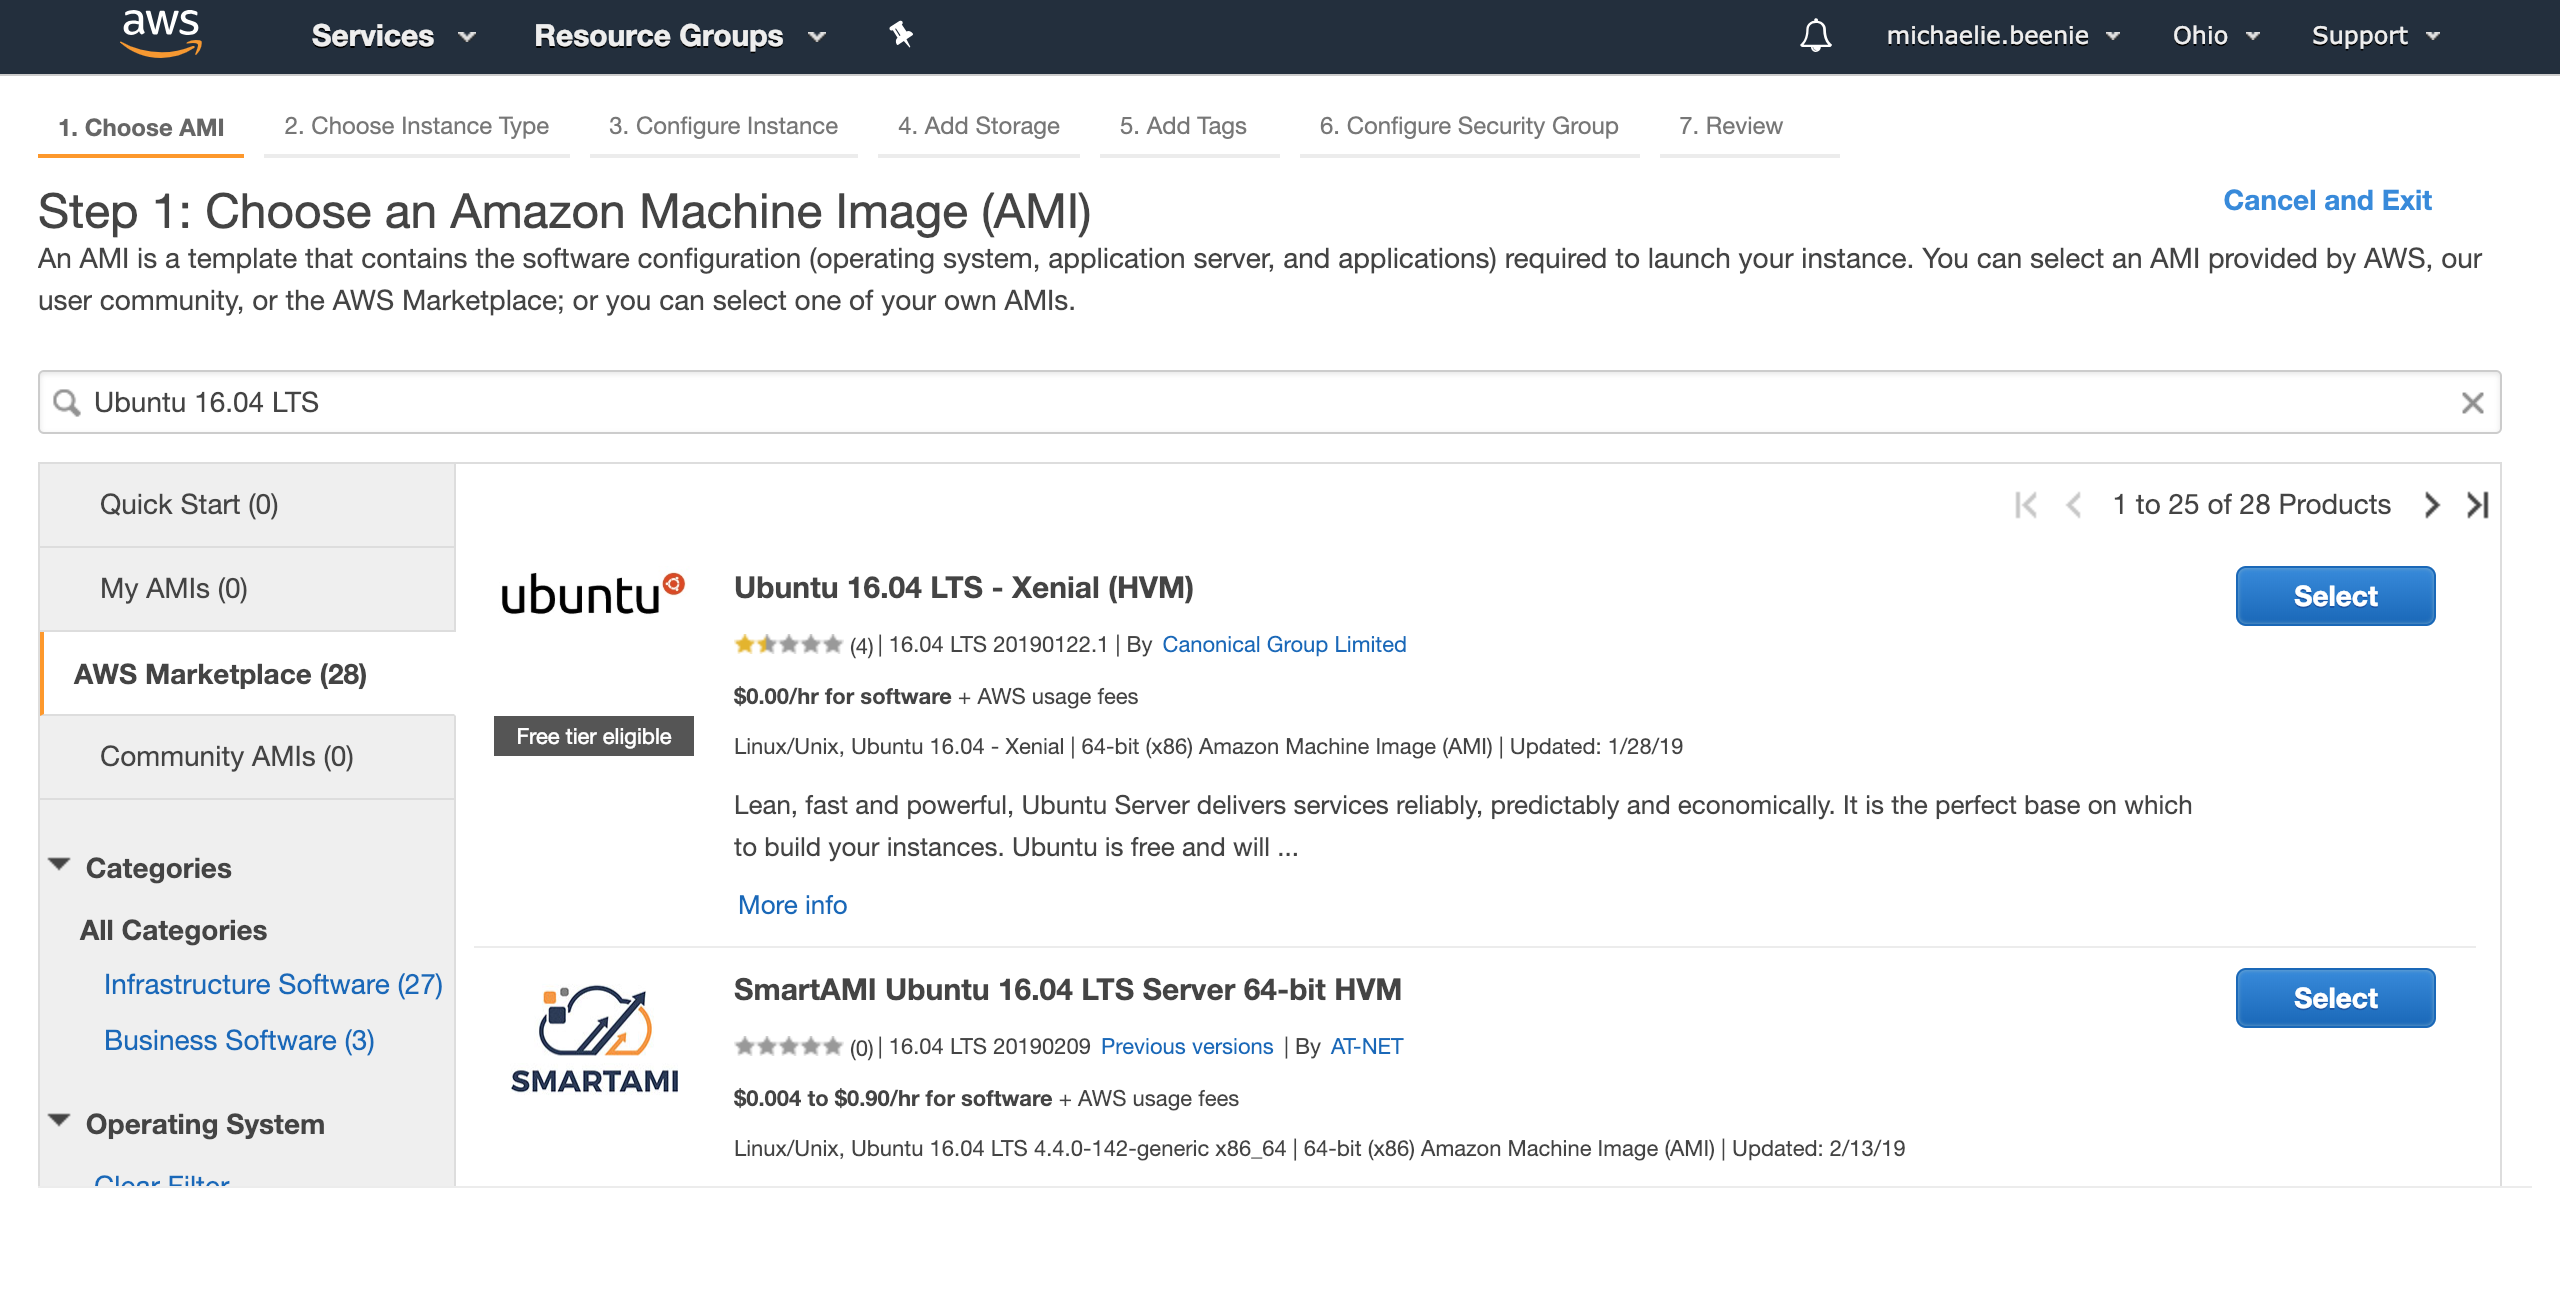 aws Services Resource Groups michaelie.beenie Ohio Support
1. Choose AMI 2. Choose Instance Type 3. Configure Instance 4. Add Storage 5. Add Tags 6. Configure Security Group 7. Review
Step 1: Choose an Amazon Machine Image (AMI)
Cancel and Exit
An AMI is a template that contains the software configuration (operating system, application server, and applications) required to launch your instance. You can select an AMI provided by AWS, our
user community, or the AWS Marketplace; or you can select one of your own AMIs.
Ubuntu 16.04 LTS
Quick Start (0)
My AMIs (0)
AWS Marketplace (28)
Community AMIs (0)
Categories
All Categories
Infrastructure Software (27)
Business Software (3)
Operating System
Clear Filter
1 to 25 of 28 Products
ubuntu
Free tier eligible
Ubuntu 16.04 LTS - Xenial (HVM)
Select
(4) | 16.04 LTS 20190122.1 | By Canonical Group Limited
$0.00/hr for software + AWS usage fees
Linux/Unix, Ubuntu 16.04 - Xenial | 64-bit (x86) Amazon Machine Image (AMI) | Updated: 1/28/19
Lean, fast and powerful, Ubuntu Server delivers services reliably, predictably and economically. It is the perfect base on which
to build your instances. Ubuntu is free and will ...
More info
SMARTAMI
SmartAMI Ubuntu 16.04 LTS Server 64-bit HVM
Select
(0) | 16.04 LTS 20190209 Previous versions | By AT-NET
$0.004 to $0.90/hr for software + AWS usage fees
Linux/Unix, Ubuntu 16.04 LTS 4.4.0-142-generic x86_64 | 64-bit (x86) Amazon Machine Image (AMI) | Updated: 2/13/19